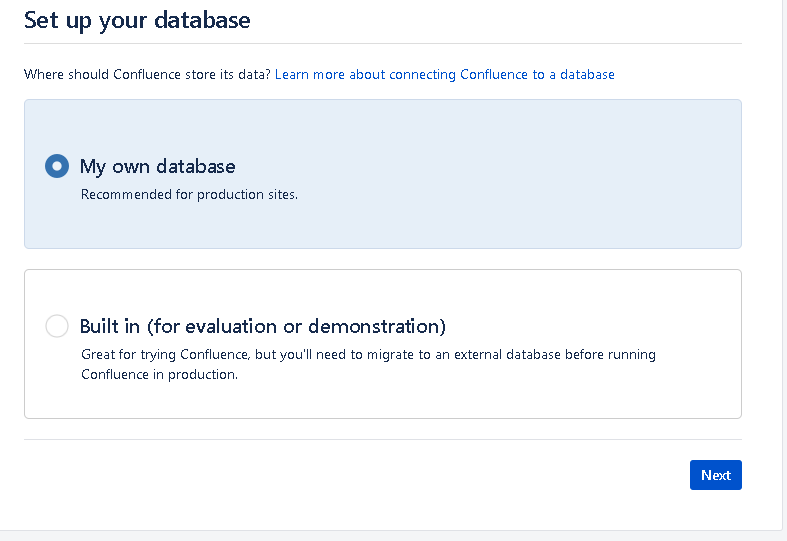 Set up your database
Where should Confluence store its data? Learn more about connecting Confluence to a database
My own database
Recommended for production sites.
Built in (for evaluation or demonstration)
Great for trying Confluence, but you'll need to migrate to an external database before running
Confluence in production.
Next